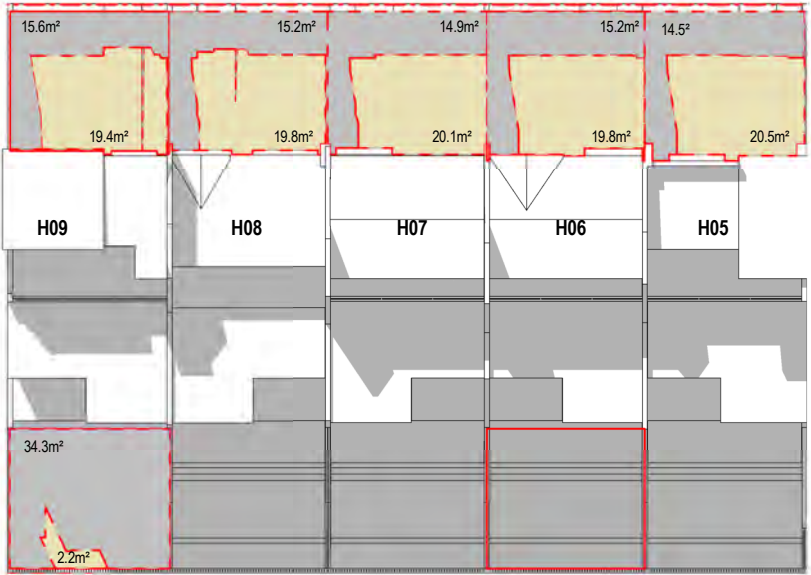 15.6m²
15.2m²
14.9m²
15.2m²
14.5²
19.4m²
19.8m²
20.1m²
19.8m²
20.5m²
H09
H08
H07
H06
H05
34.3m²
2.2m²